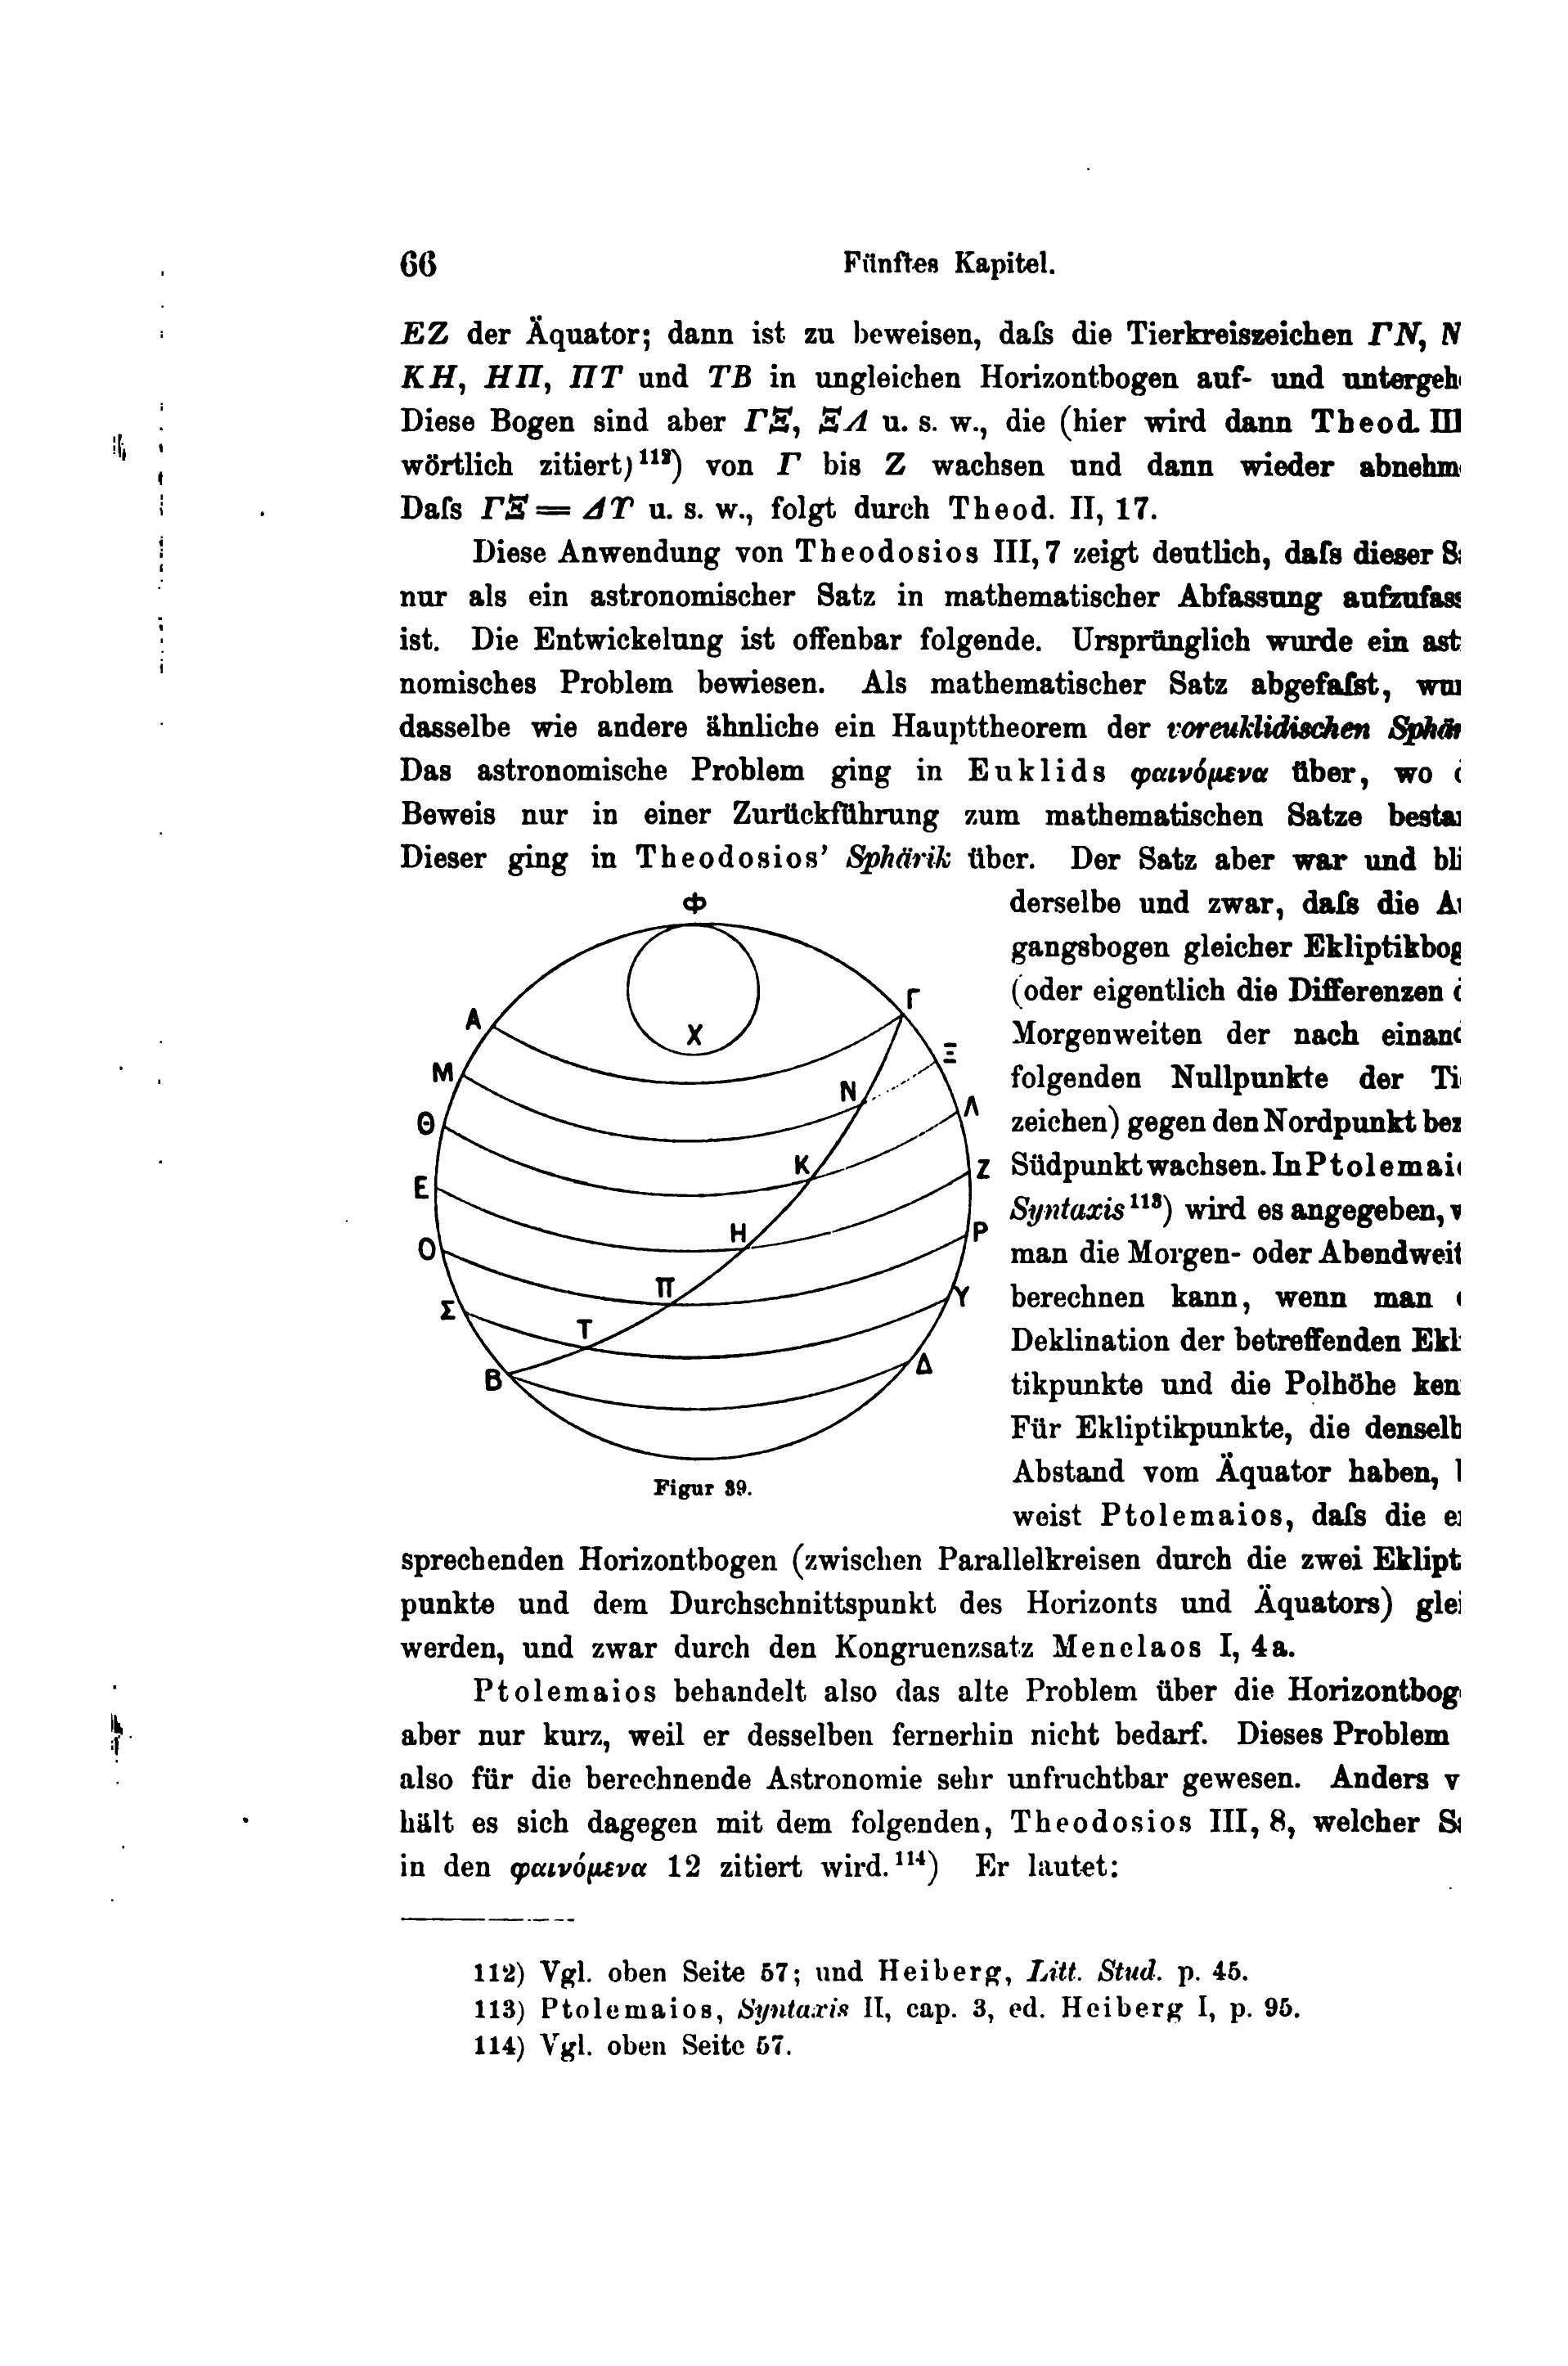 66 Fünftes Kapitel.
EZ der Äquator; dann ist zu beweisen, daſs die Tierkreiszeichen ΓN, N
KH, HΠ, ΠT und TB in ungleichen Horizontbogen auf- und untergeh
Diese Bogen sind aber ΓΞ, ΞΛ u. s. w., die (hier wird dann Theod. III
wörtlich zitiert)¹¹²) von Γ bis Z wachsen und dann wieder abnehm
Daſs ΓΞ = ΔΥ u. s. w., folgt durch Theod. II, 17.
Diese Anwendung von Theodosios III, 7 zeigt deutlich, daſs dieser
nur als ein astronomischer Satz in mathematischer Abfassung aufzufass
ist. Die Entwickelung ist offenbar folgende. Ursprünglich wurde ein ast
nomisches Problem bewiesen. Als mathematischer Satz abgefaſst,
dasselbe wie andere ähnliche ein Haupttheorem der voreuklidischen Sphär
Das astronomische Problem ging in Euklids φαινόμενα über, wo
Beweis nur in einer Zurückführung zum mathematischen Satze besta
Dieser ging in Theodosios' Sphärik über. Der Satz aber war und bli
derselbe und zwar, daſs die A
gangsbogen gleicher Ekliptikbog
(oder eigentlich die Differenzen
Morgenweiten der nach einand
folgenden Nullpunkte der Ti
zeichen) gegen den Nordpunkt bez
Südpunkt wachsen. In Ptolemai
Syntaxis¹¹³) wird es angegeben,
man die Morgen- oder Abendweit
berechnen kann, wenn man
Deklination der betreffenden Ekl
tikpunkte und die Polhöhe ken
Für Ekliptikpunkte, die denselb
Abstand vom Äquator haben,
weist Ptolemaios, daſs die e
Φ
X
A
Γ
M
Ξ
N
Θ
Λ
K
Z
E
H
P
O
Π
Υ
Σ
T
B
Δ
Figur 39.
sprechenden Horizontbogen (zwischen Parallelkreisen durch die zwei Eklipt
punkte und dem Durchschnittspunkt des Horizonts und Äquators) glei
werden, und zwar durch den Kongruenzsatz Menelaos I, 4a.
Ptolemaios behandelt also das alte Problem über die Horizontbog
aber nur kurz, weil er desselben fernerhin nicht bedarf. Dieses Problem
also für die berechnende Astronomie sehr unfruchtbar gewesen. Anders v
hält es sich dagegen mit dem folgenden, Theodosios III, 8, welcher
in den φαινόμενα 12 zitiert wird.¹¹⁴) Er lautet:
112) Vgl. oben Seite 57; und Heiberg, Litt. Stud. p. 45.
113) Ptolemaios, Syntaxis II, cap. 3, ed. Heiberg I, p. 95.
114) Vgl. oben Seite 57.